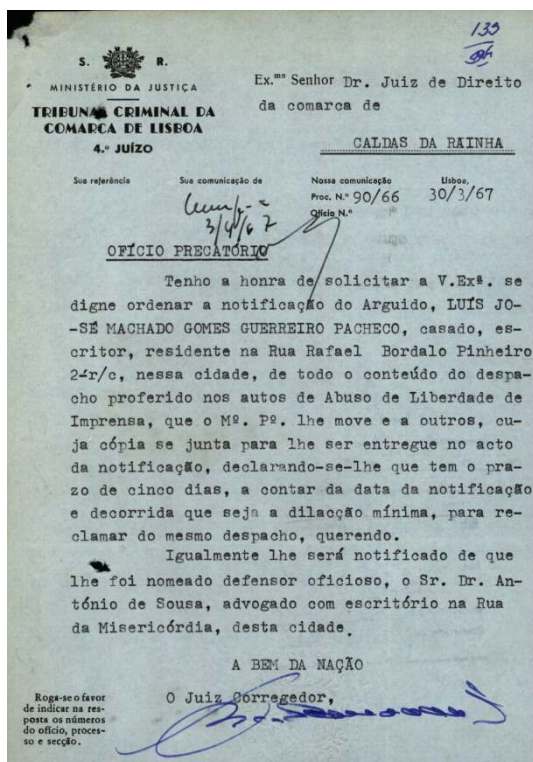 135
S. R.
MINISTÉRIO DA JUSTIÇA
TRIBUNAL CRIMINAL DA
COMARCA DE LISBOA
4.º JUÍZO
Ex.mo Senhor Dr. Juiz de Direito
da comarca de
CALDAS DA RAINHA
Sua referência
Sua comunicação de
Nossa comunicação
Proc. N.º 90/66
Ofício N.º
Lisboa,
30/3/67
3/4/67
OFÍCIO PRECATÓRIO
Tenho a honra de solicitar a V.Exª. se
digne ordenar a notificação do Arguido, LUÍS JO-
-SÉ MACHADO GOMES GUERREIRO PACHECO, casado, es-
critor, residente na Rua Rafael Bordalo Pinheiro
2-r/c, nessa cidade, de todo o conteúdo do despa-
cho proferido nos autos de Abuso de Liberdade de
Imprensa, que o Mº. Pº. lhe move e a outros, cu-
ja cópia se junta para lhe ser entregue no acto
da notificação, declarando-se-lhe que tem o pra-
zo de cinco dias, a contar da data da notificação
e decorrida que seja a dilacção mínima, para re-
clamar do mesmo despacho, querendo.
Igualmente lhe será notificado de que
lhe foi nomeado defensor oficioso, o Sr. Dr. An-
tónio de Sousa, advogado com escritório na Rua
da Misericórdia, desta cidade.
A BEM DA NAÇÃO
O Juiz Corregedor,
Roga-se o favor
de indicar na res-
posta os números
do ofício, proces-
so e secção.